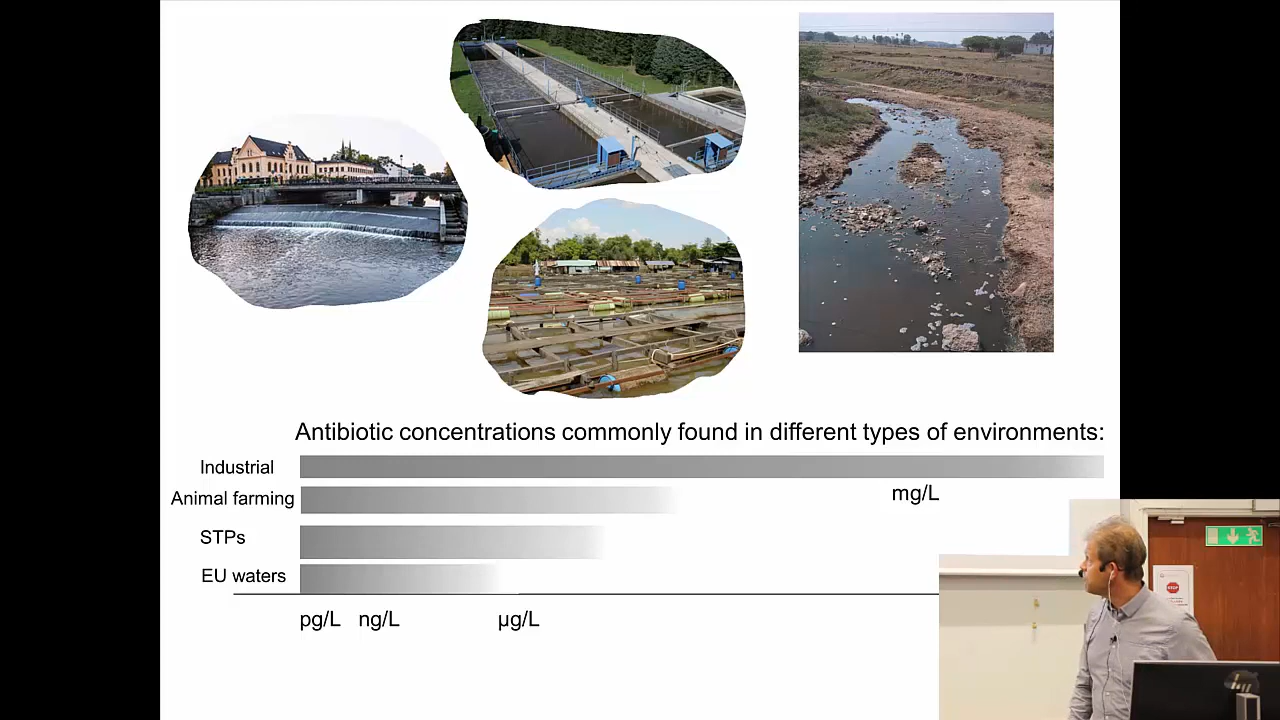 Antibiotic concentrations commonly found in different types of environments:
Industrial
Animal farming
mg/L
STPs
EU waters
pg/L ng/L µg/L
STOP